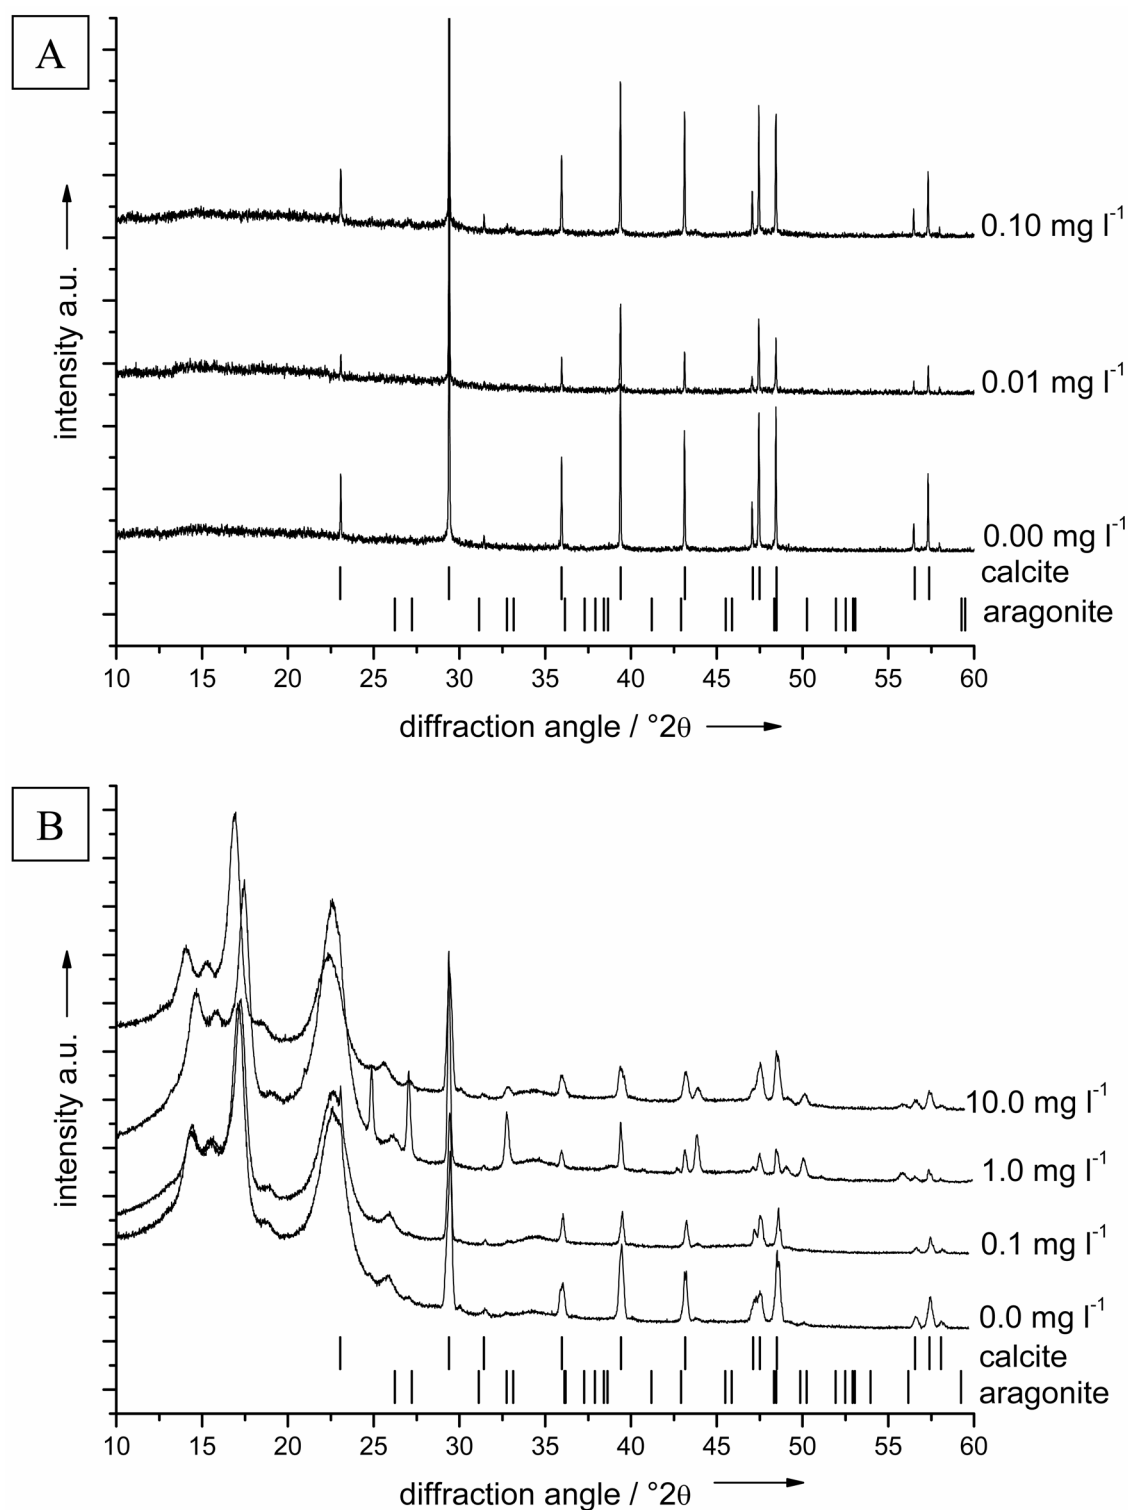 A
intensity a.u.
0.10 mg l⁻¹
0.01 mg l⁻¹
0.00 mg l⁻¹
calcite
aragonite
10 15 20 25 30 35 40 45 50 55 60
diffraction angle / °2θ
B
intensity a.u.
10.0 mg l⁻¹
1.0 mg l⁻¹
0.1 mg l⁻¹
0.0 mg l⁻¹
calcite
aragonite
10 15 20 25 30 35 40 45 50 55 60
diffraction angle / °2θ